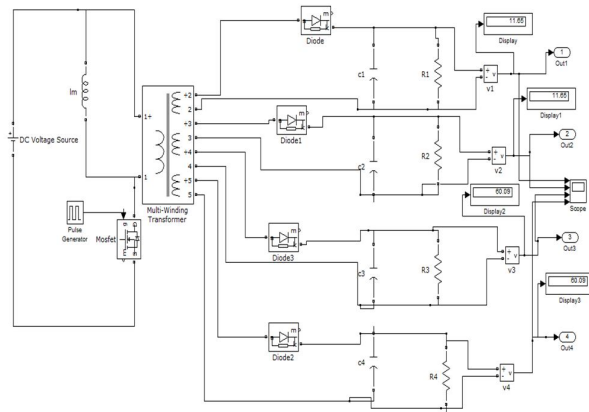 m
Diode
11.65
Display
1
Out1
lm
c1
R1
+
-
v
v1
DC Voltage Source
1+
1
+2
2
+3
3
+4
4
+5
5
Multi-Winding
Transformer
m
Diode1
11.65
Display1
c2
R2
+
-
v
v2
2
Out2
60.09
Display2
Scope
Pulse
Generator
Mosfet
m
Diode3
c3
R3
+
-
v
v3
3
Out3
60.09
Display3
m
Diode2
c4
R4
+
-
v
v4
4
Out4